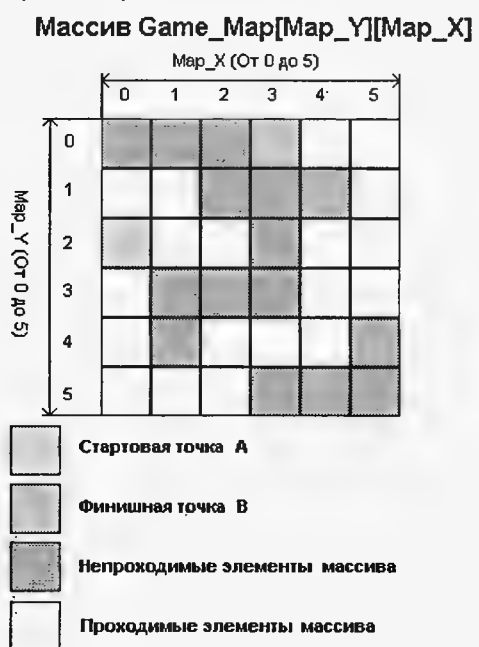 Массив Game_Map[Map_Y][Map_X]
Map_X (От 0 до 5)
0 1 2 3 4 5
Map_Y (От 0 до 5)
0
1
2
3
4
5
Стартовая точка А
Финишная точка В
Непроходимые элементы массива
Проходимые элементы массива